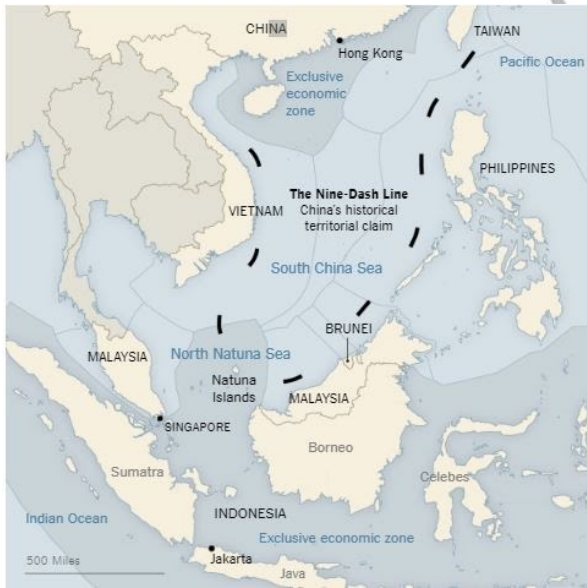 CHINA
TAIWAN
Hong Kong
Pacific Ocean
Exclusive
economic
zone
PHILIPPINES
The Nine-Dash Line
China's historical
territorial claim
VIETNAM
South China Sea
BRUNEI
MALAYSIA
North Natuna Sea
Natuna
Islands
MALAYSIA
SINGAPORE
Borneo
Sumatra
Celebes
INDONESIA
Indian Ocean
Exclusive economic zone
500 Miles
Jakarta
Java